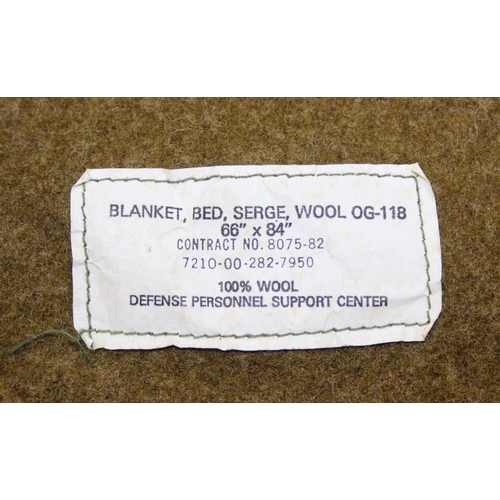 BLANKET, BED, SERGE, WOOL OG-118
66" x 84"
CONTRACT NO. 8075-82
7210-00-282-7950
100% WOOL
DEFENSE PERSONNEL SUPPORT CENTER